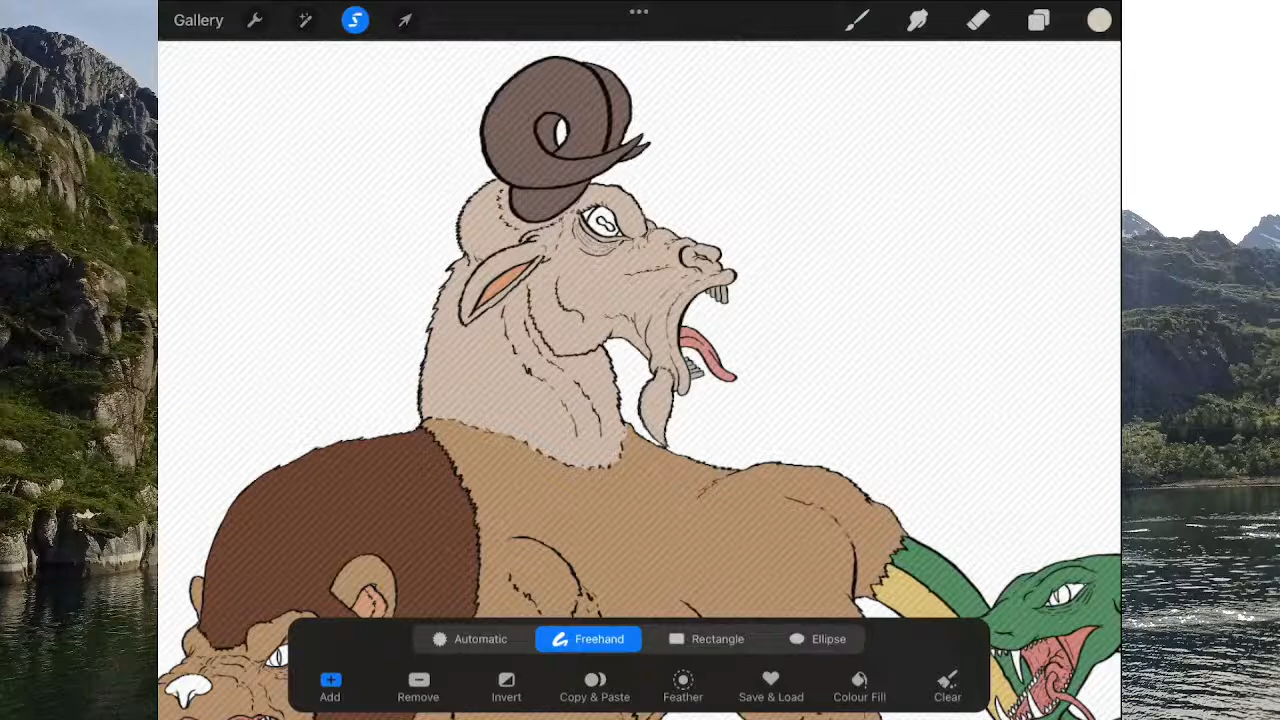 Gallery
Automatic Freehand Rectangle Ellipse
Add Remove Invert Copy & Paste Feather Save & Load Colour Fill Clear